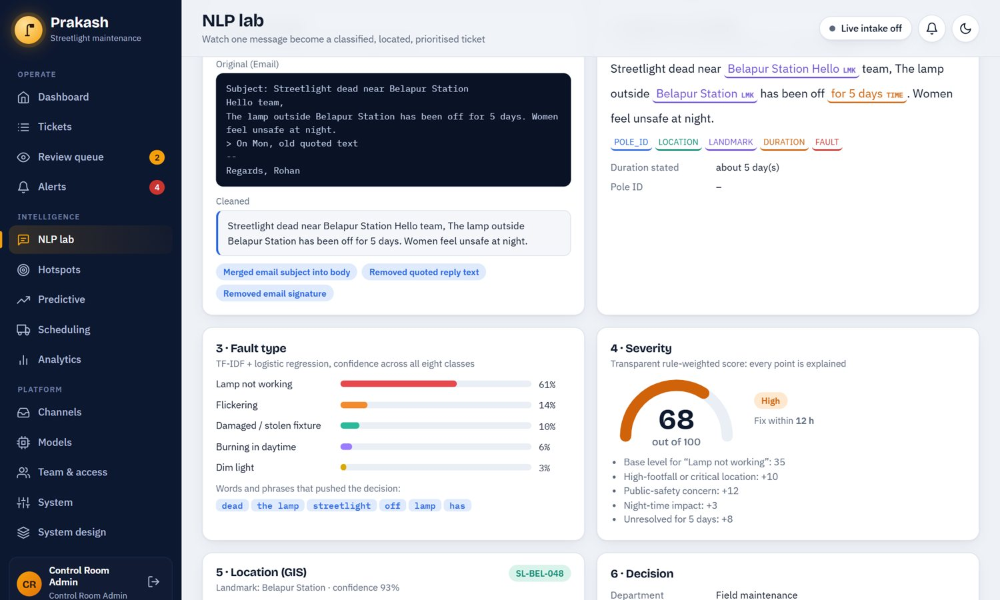 Prakash
Streetlight maintenance
OPERATE
Dashboard
Tickets
Review queue 2
Alerts 4
INTELLIGENCE
NLP lab
Hotspots
Predictive
Scheduling
Analytics
PLATFORM
Channels
Models
Team & access
System
System design
CR
Control Room
Admin
Control Room Admin
NLP lab
Watch one message become a classified, located, prioritised ticket
Live intake off
Original (Email)
Subject: Streetlight dead near Belapur Station
Hello team,
The lamp outside Belapur Station has been off for 5 days. Women
feel unsafe at night.
> On Mon, old quoted text
--
Regards, Rohan
Cleaned
Streetlight dead near Belapur Station Hello team, The lamp outside
Belapur Station has been off for 5 days. Women feel unsafe at night.
Merged email subject into body Removed quoted reply text
Removed email signature
Streetlight dead near Belapur Station Hello LMK team, The lamp
outside Belapur Station LMK has been off for 5 days TIME . Women
feel unsafe at night.
POLE_ID LOCATION LANDMARK DURATION FAULT
Duration stated about 5 day(s)
Pole ID –
3 · Fault type
TF-IDF + logistic regression, confidence across all eight classes
Lamp not working 61%
Flickering 14%
Damaged / stolen fixture 10%
Burning in daytime 6%
Dim light 3%
Words and phrases that pushed the decision:
dead the lamp streetlight off lamp has
4 · Severity
Transparent rule-weighted score: every point is explained
68
out of 100
High
Fix within 12 h
• Base level for “Lamp not working”: 35
• High-footfall or critical location: +10
• Public-safety concern: +12
• Night-time impact: +3
• Unresolved for 5 days: +8
5 · Location (GIS) SL-BEL-048
Landmark: Belapur Station · confidence 93%
6 · Decision
Department Field maintenance